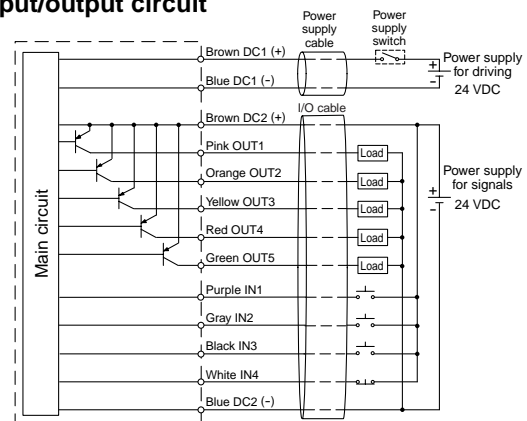 put/output circuit
Power
supply
cable
Power
supply
switch
Brown DC1 (+)
Blue DC1 (-)
+
-
Power supply
for driving
24 VDC
I/O cable
Brown DC2 (+)
Pink OUT1
Load
Orange OUT2
Load
Yellow OUT3
Load
Red OUT4
Load
Green OUT5
Load
+
-
Power supply
for signals
24 VDC
Main circuit
Purple IN1
Gray IN2
Black IN3
White IN4
Blue DC2 (-)